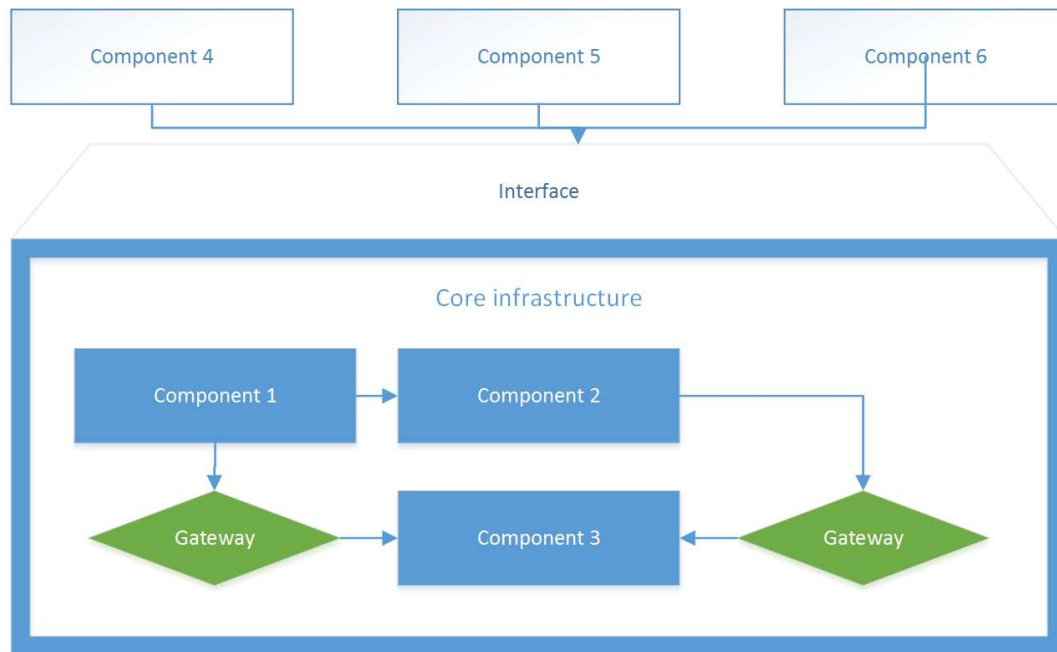 Component 4
Component 5
Component 6
Interface
Core infrastructure
Component 1
Component 2
Gateway
Component 3
Gateway